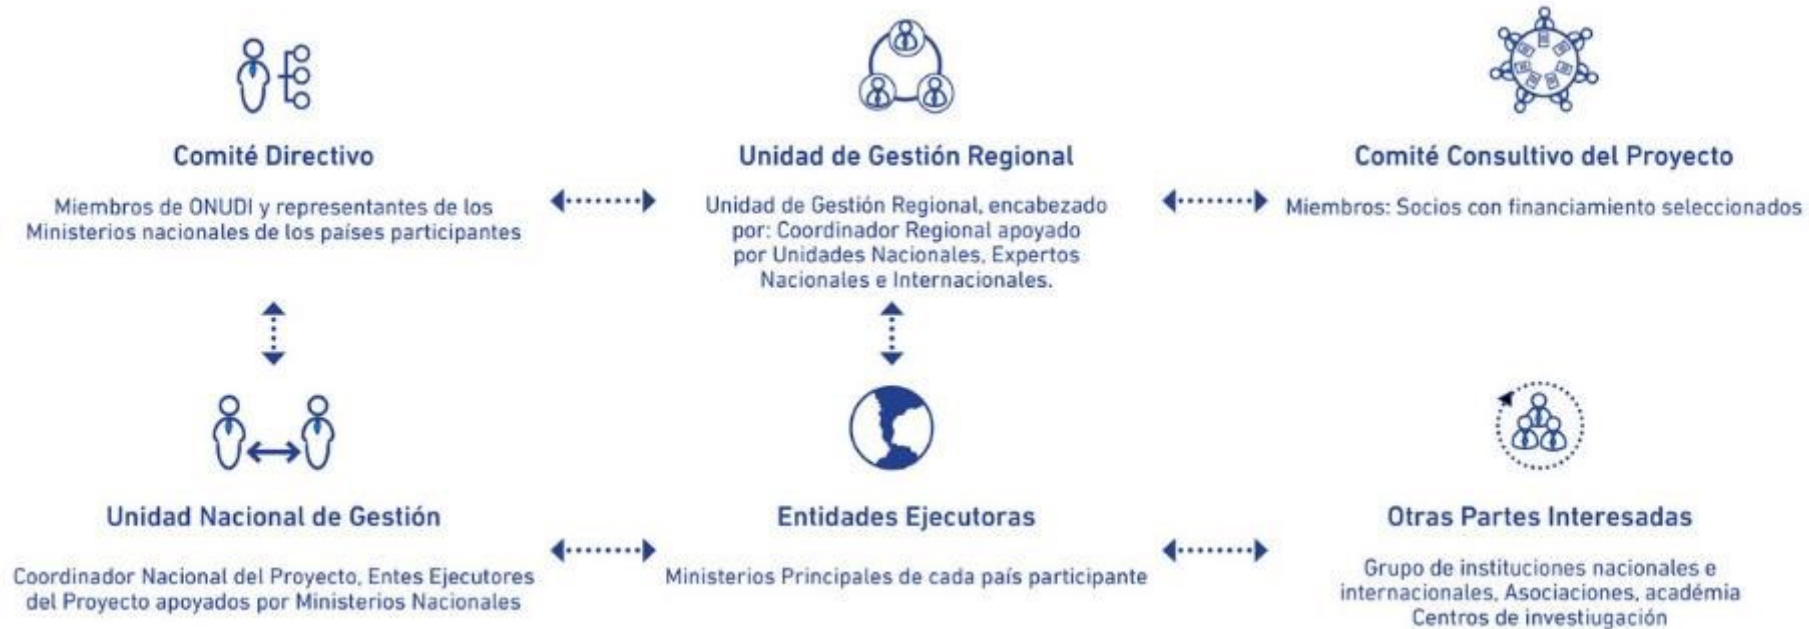 Comité Directivo
Miembros de ONUDI y representantes de los
Ministerios nacionales de los países participantes
Unidad de Gestión Regional
Unidad de Gestión Regional, encabezado
por: Coordinador Regional apoyado
por Unidades Nacionales, Expertos
Nacionales e Internacionales.
Comité Consultivo del Proyecto
Miembros: Socios con financiamiento seleccionados
Unidad Nacional de Gestión
Coordinador Nacional del Proyecto, Entes Ejecutores
del Proyecto apoyados por Ministerios Nacionales
Entidades Ejecutoras
Ministerios Principales de cada país participante
Otras Partes Interesadas
Grupo de instituciones nacionales e
internacionales, Asociaciones, académia
Centros de investiugación